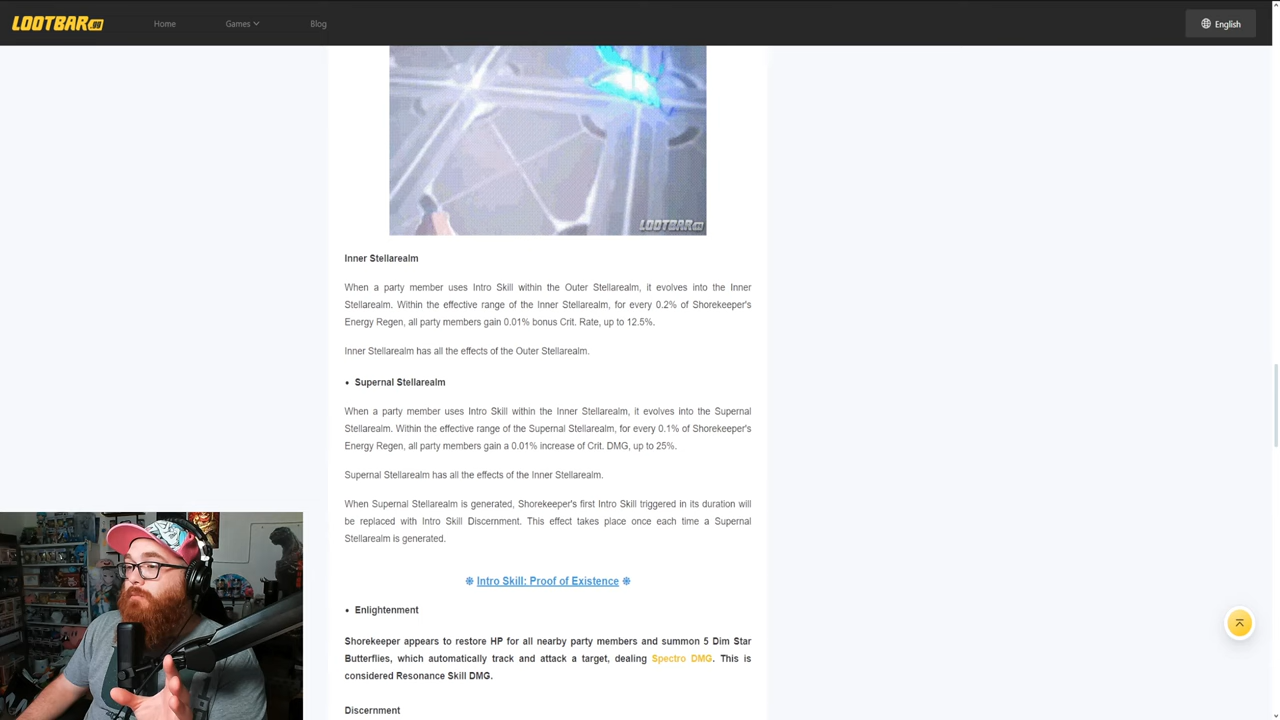 LOOTBAR.GG
Home
Games
Blog
English
LOOTBAR.GG
Inner Stellarealm
When a party member uses Intro Skill within the Outer Stellarealm, it evolves into the Inner
Stellarealm. Within the effective range of the Inner Stellarealm, for every 0.2% of Shorekeeper's
Energy Regen, all party members gain 0.01% bonus Crit. Rate, up to 12.5%.
Inner Stellarealm has all the effects of the Outer Stellarealm.
• Supernal Stellarealm
When a party member uses Intro Skill within the Inner Stellarealm, it evolves into the Supernal
Stellarealm. Within the effective range of the Supernal Stellarealm, for every 0.1% of Shorekeeper's
Energy Regen, all party members gain a 0.01% increase of Crit. DMG, up to 25%.
Supernal Stellarealm has all the effects of the Inner Stellarealm.
When Supernal Stellarealm is generated, Shorekeeper's first Intro Skill triggered in its duration will
be replaced with Intro Skill Discernment. This effect takes place once each time a Supernal
Stellarealm is generated.
❋ Intro Skill: Proof of Existence ❋
• Enlightenment
Shorekeeper appears to restore HP for all nearby party members and summon 5 Dim Star
Butterflies, which automatically track and attack a target, dealing Spectro DMG. This is
considered Resonance Skill DMG.
Discernment